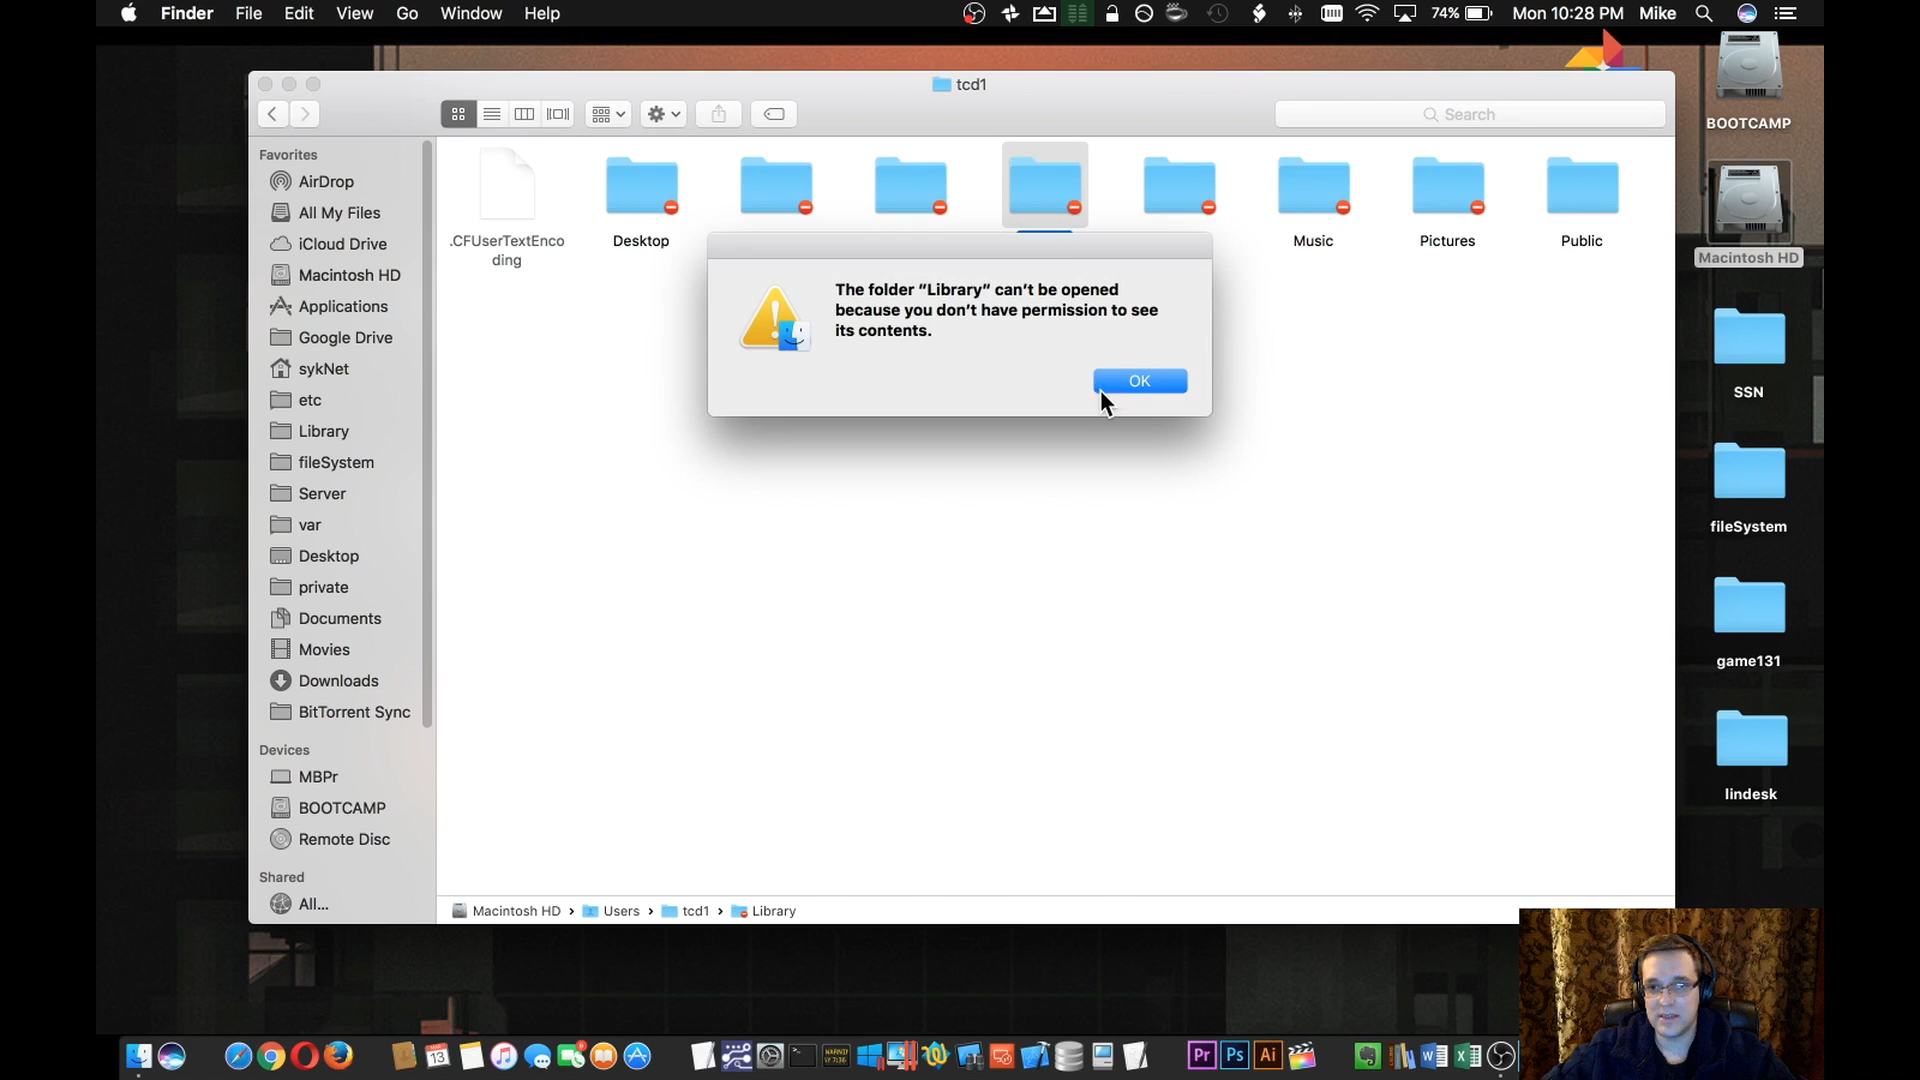 Finder File Edit View Go Window Help
74% Mon 10:28 PM Mike
tcd1
Search
Favorites
AirDrop
All My Files
iCloud Drive
Macintosh HD
Applications
Google Drive
sykNet
etc
Library
fileSystem
Server
var
Desktop
private
Documents
Movies
Downloads
BitTorrent Sync
Devices
MBPr
BOOTCAMP
Remote Disc
Shared
All...
.CFUserTextEnco
ding
Desktop
Music
Pictures
Public
The folder “Library” can’t be opened
because you don’t have permission to see
its contents.
OK
Macintosh HD › Users › tcd1 › Library
BOOTCAMP
Macintosh HD
SSN
fileSystem
game131
lindesk
13
Pr
Ps
Ai